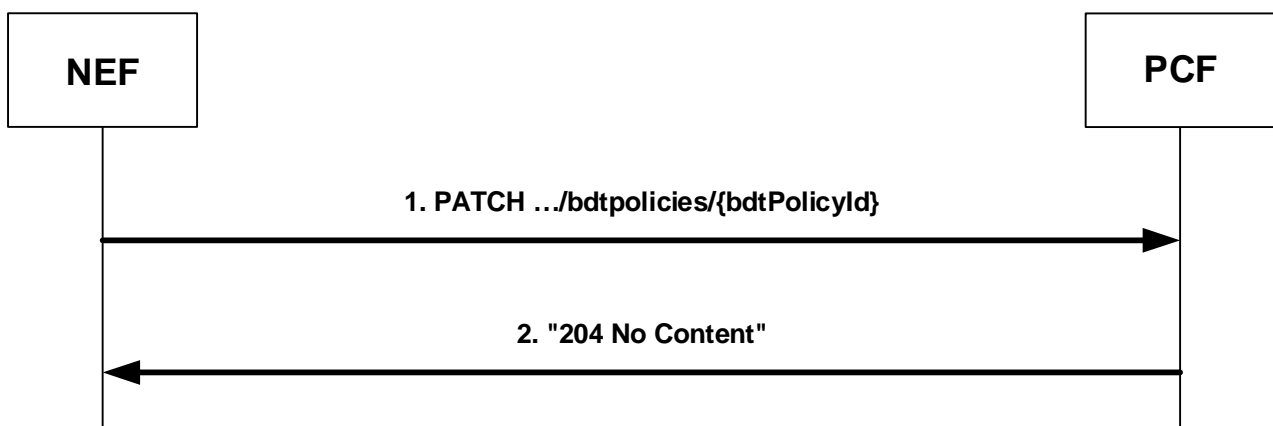 NEF
PCF
1. PATCH …/bdtpolicies/{bdtPolicyId}
2. "204 No Content"